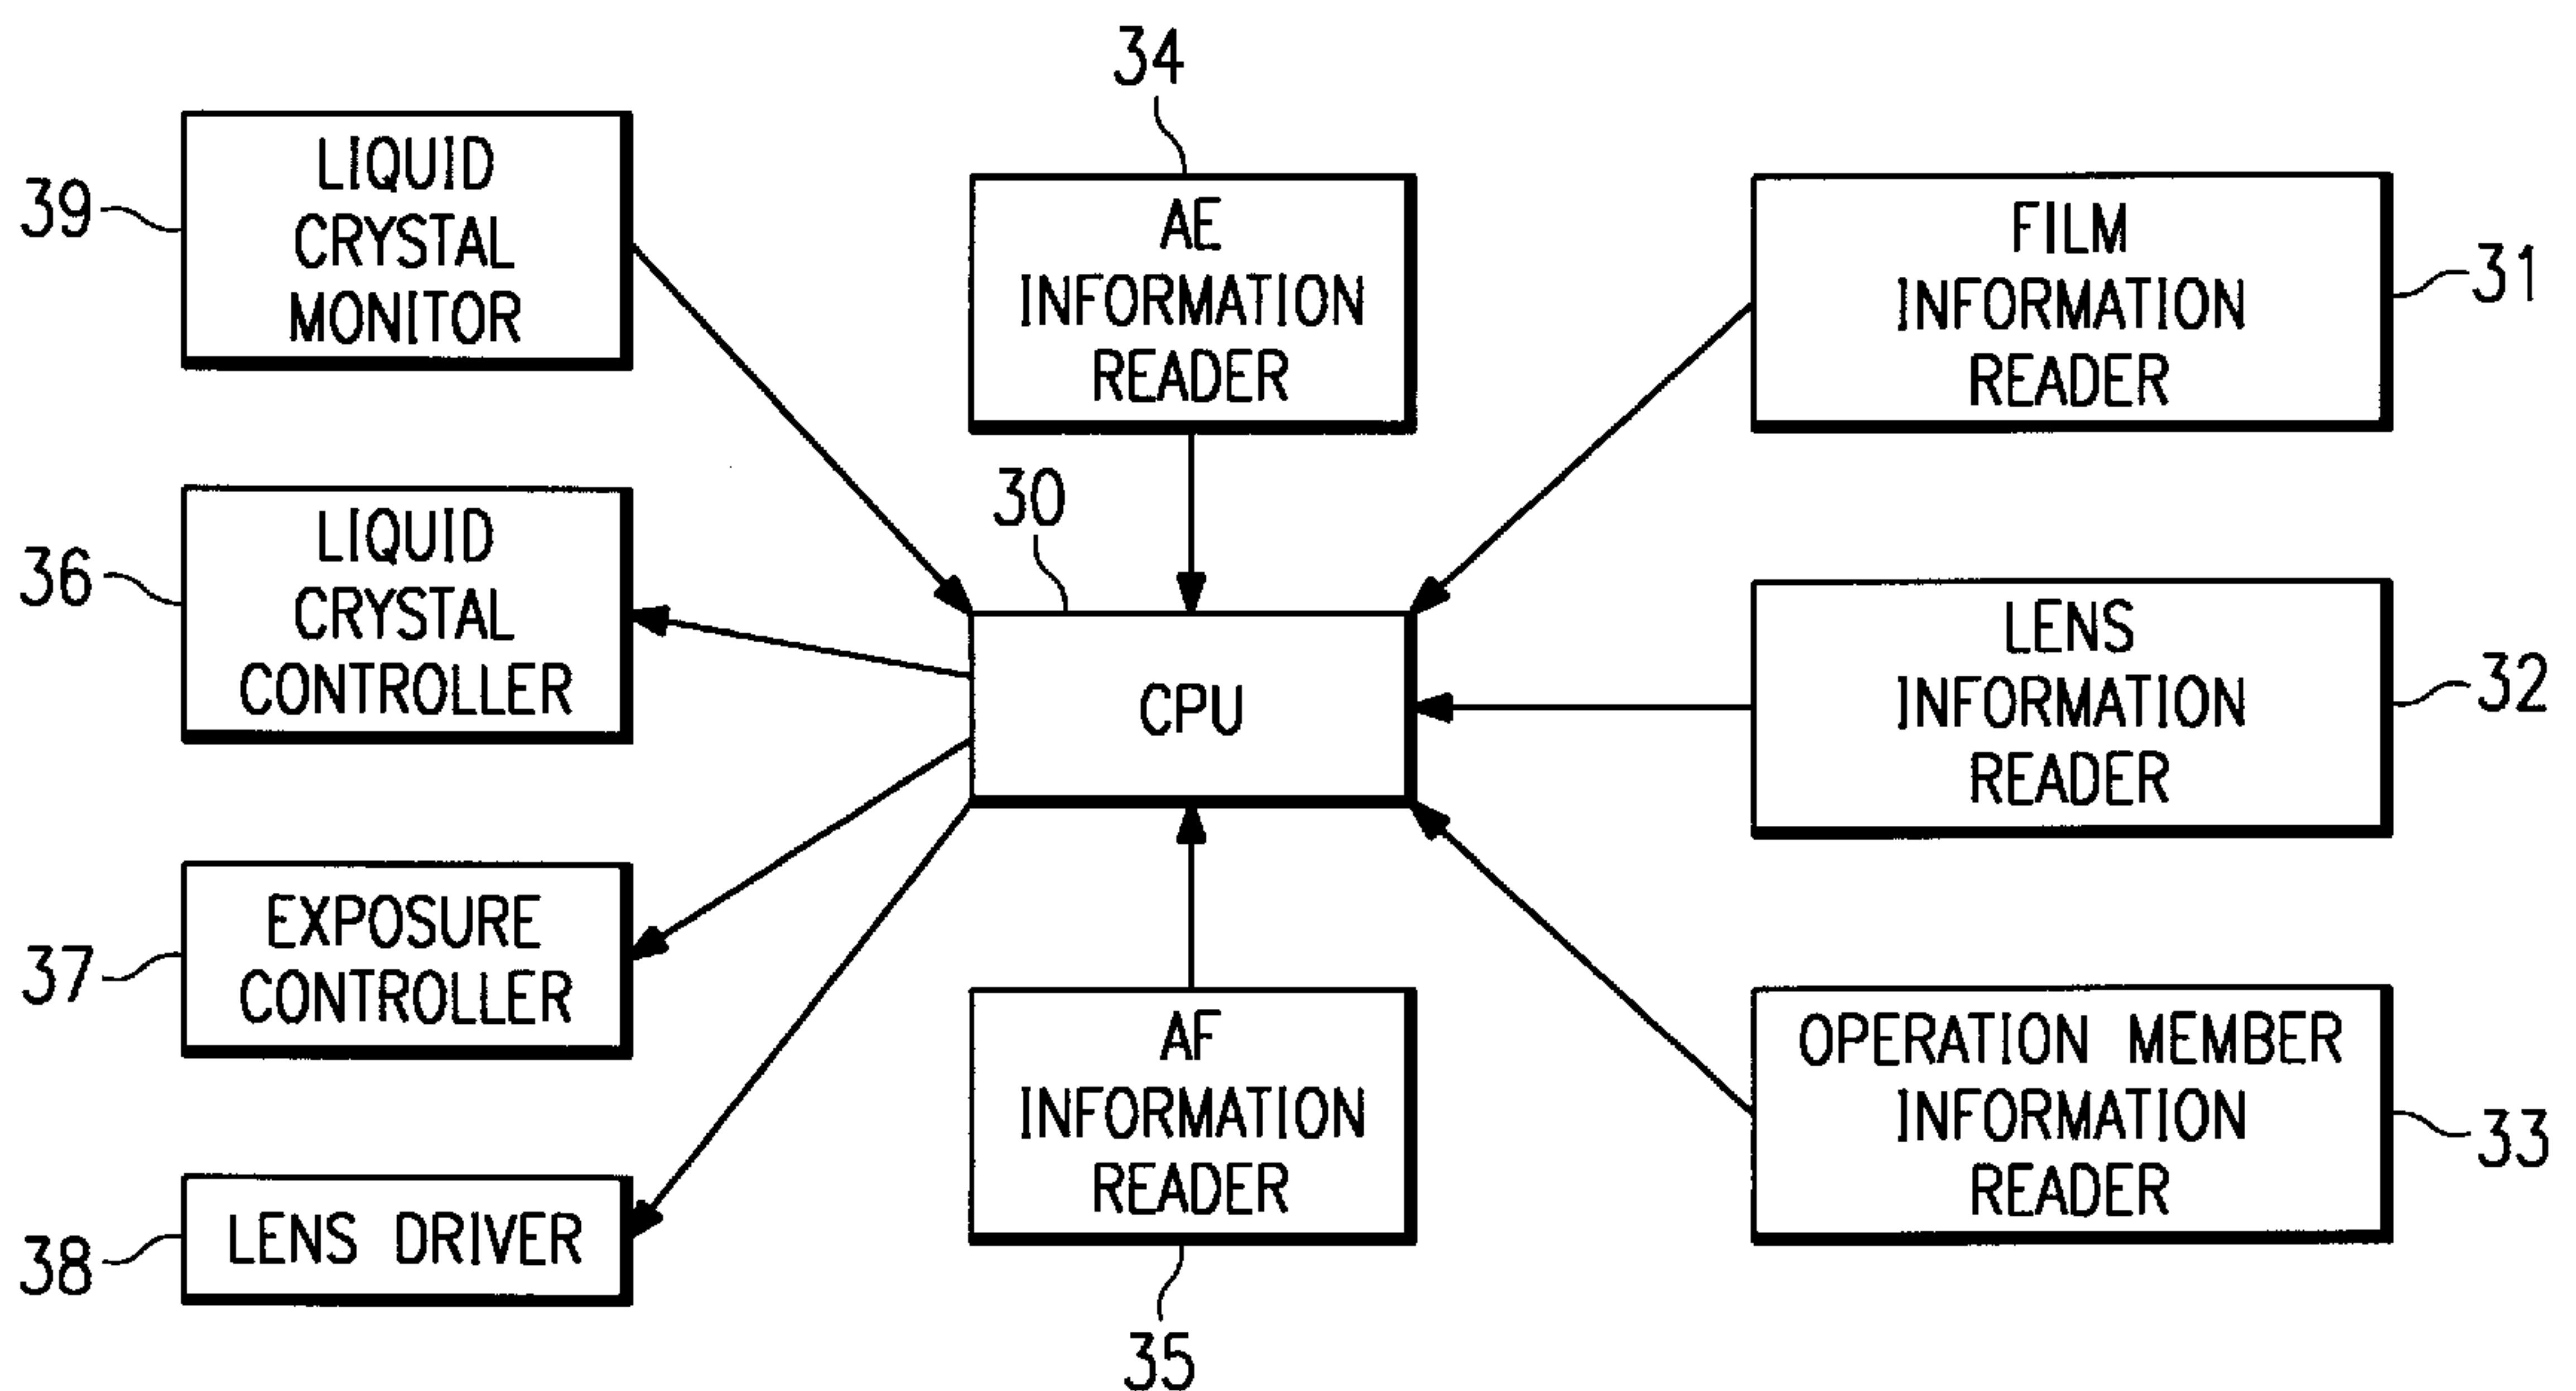 34
LIQUID
CRYSTAL
MONITOR
39
AE
INFORMATION
READER
FILM
INFORMATION
READER
31
30
LIQUID
CRYSTAL
CONTROLLER
36
CPU
LENS
INFORMATION
READER
32
EXPOSURE
CONTROLLER
37
AF
INFORMATION
READER
OPERATION MEMBER
INFORMATION
READER
33
LENS DRIVER
38
35